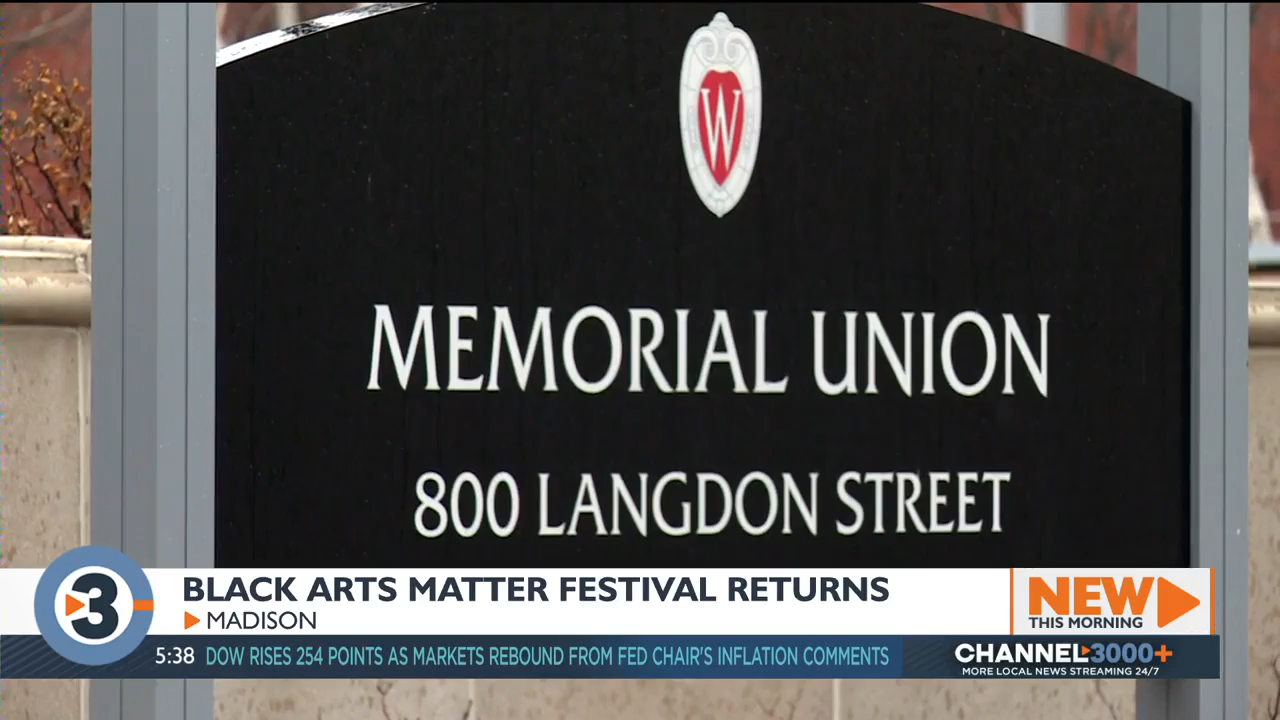 W
MEMORIAL UNION
800 LANGDON STREET
3
BLACK ARTS MATTER FESTIVAL RETURNS
MADISON
NEW
THIS MORNING
5:38 DOW RISES 254 POINTS AS MARKETS REBOUND FROM FED CHAIR'S INFLATION COMMENTS
CHANNEL3000+
MORE LOCAL NEWS STREAMING 24/7